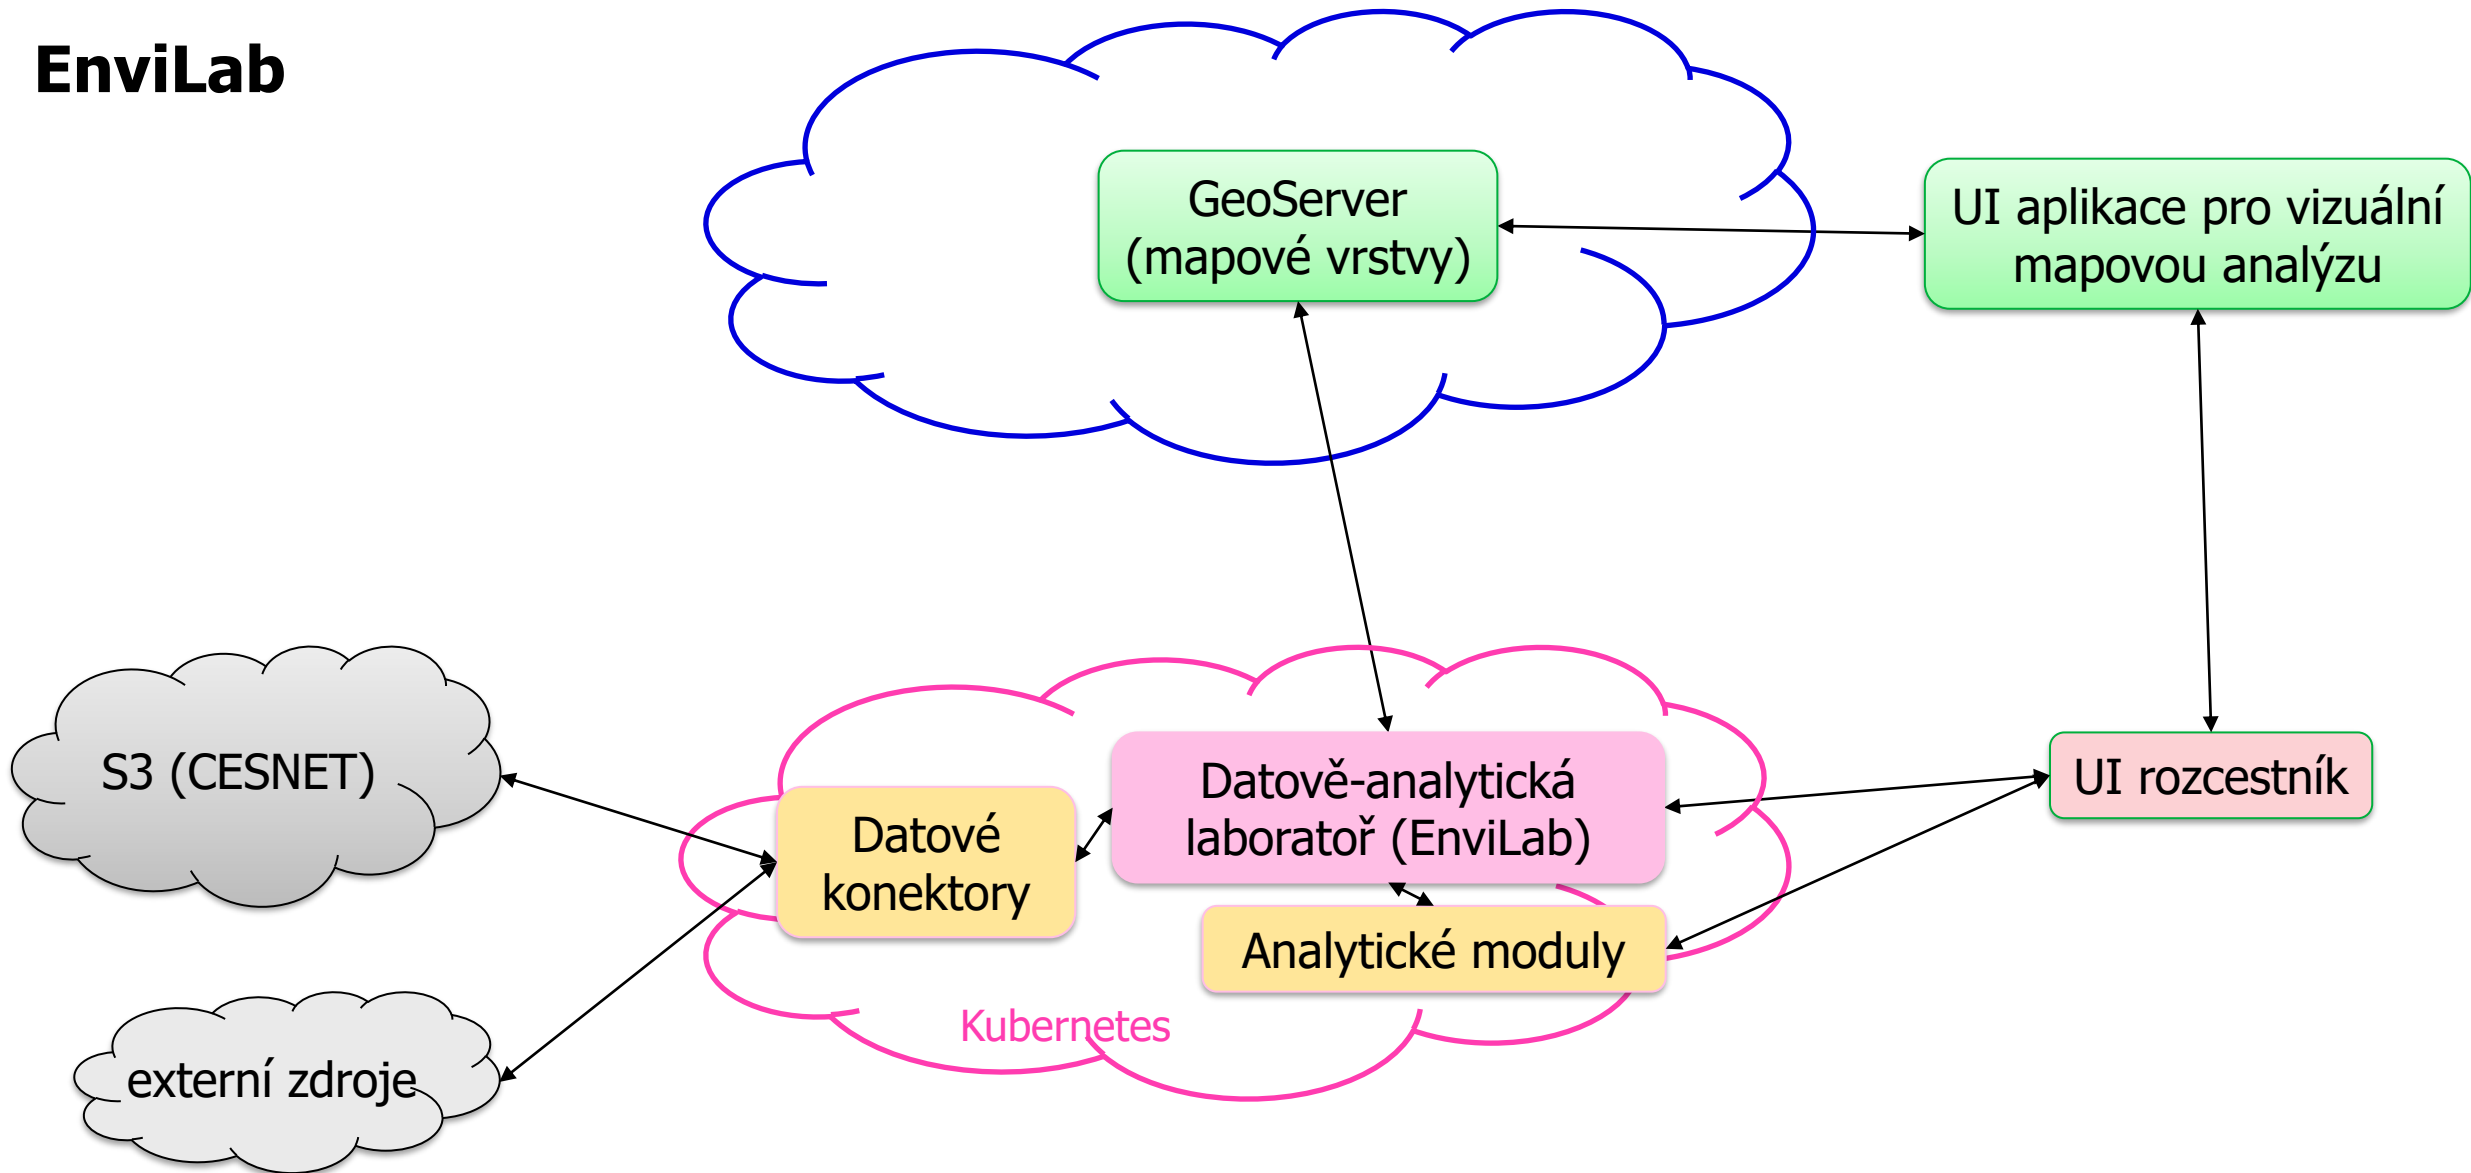 EnviLab
GeoServer
(mapové vrstvy)
UI aplikace pro vizuální
mapovou analýzu
S3 (CESNET)
Datové
konektory
Datově-analytická
laboratoř (EnviLab)
UI rozcestník
Analytické moduly
Kubernetes
externí zdroje